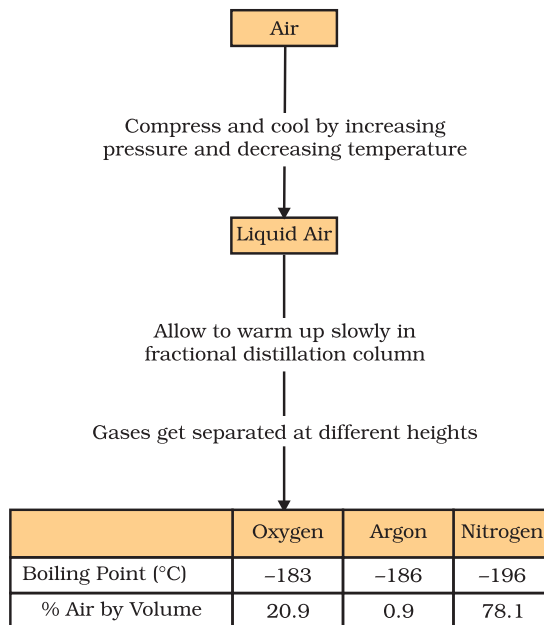 Air
Compress and cool by increasing
pressure and decreasing temperature
Liquid Air
Allow to warm up slowly in
fractional distillation column
Gases get separated at different heights
Oxygen Argon Nitrogen
Boiling Point (°C) –183 –186 –196
% Air by Volume 20.9 0.9 78.1